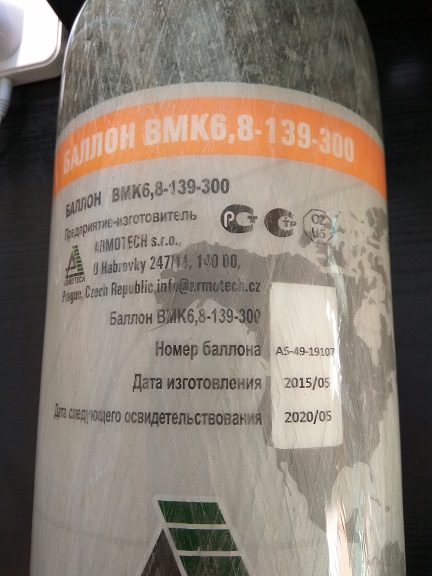 БАЛЛОН ВМК6,8-139-300
БАЛЛОН ВМК6,8-139-300
Предприятие-изготовитель
ARMOTECH s.r.o.,
U Habrovky 247/11, 140 00,
Prague, Czech Republic,info@armotech.cz
ARMOTECH
Баллон ВМК6,8-139-300
Номер баллона A5-49-19107
Дата изготовления 2015/05
Дата следующего освидетельствования 2020/05